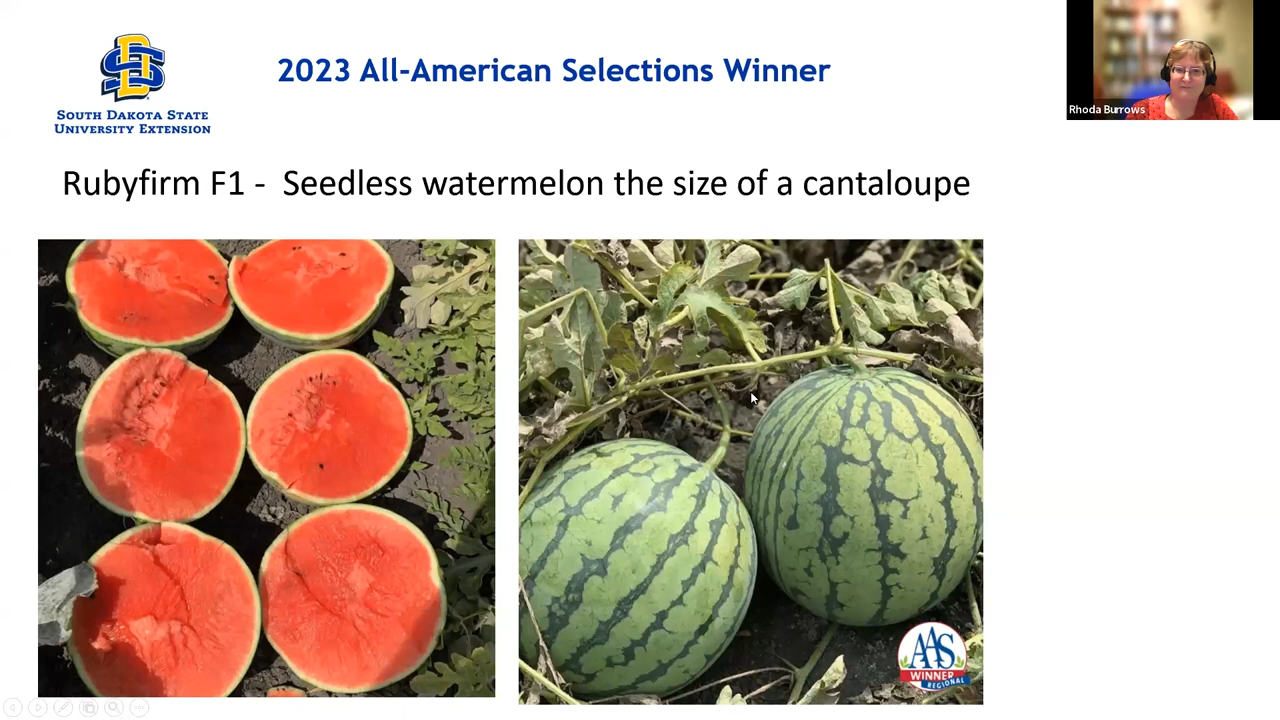 2023 All-American Selections Winner
SOUTH DAKOTA STATE
UNIVERSITY EXTENSION
Rhoda Burrows
Rubyfirm F1 - Seedless watermelon the size of a cantaloupe
AAS
WINNER
REGIONAL